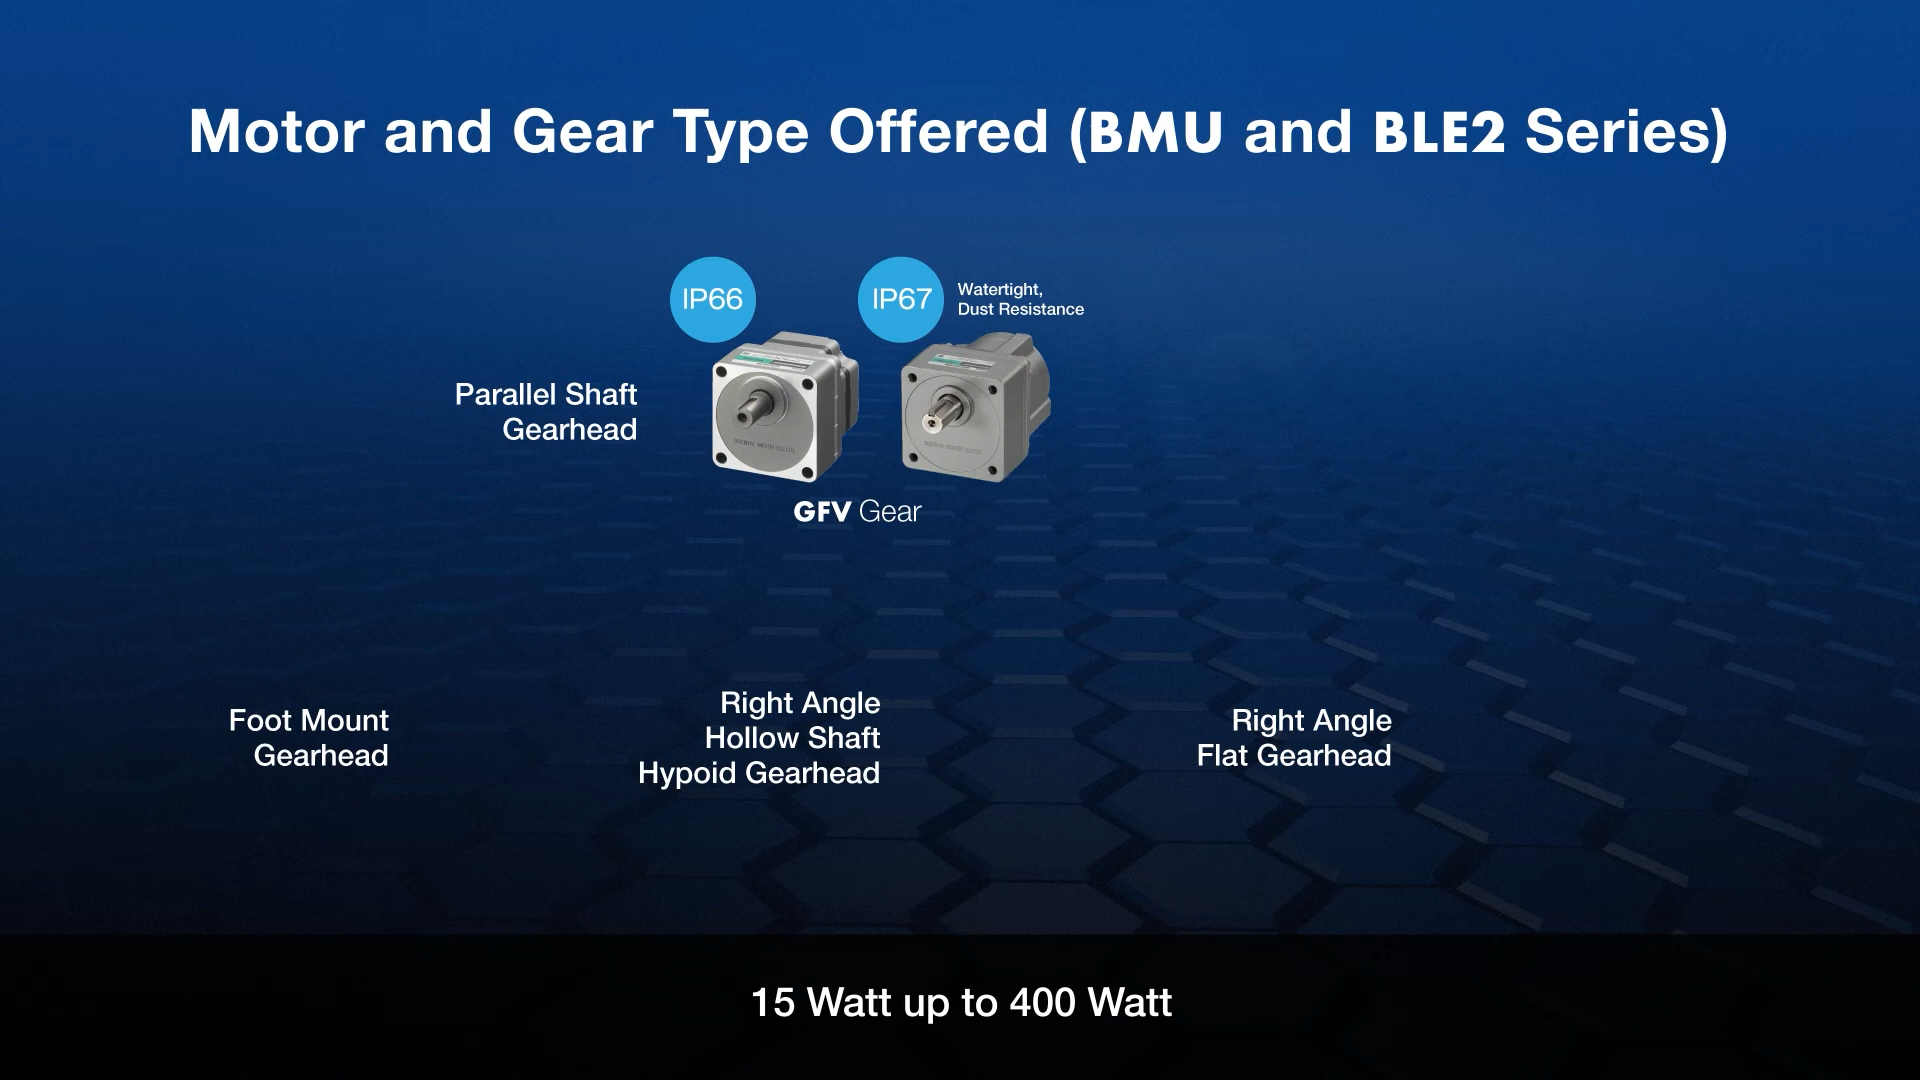 Motor and Gear Type Offered (BMU and BLE2 Series)
IP66
IP67
Watertight,
Dust Resistance
Parallel Shaft
Gearhead
GFV Gear
Foot Mount
Gearhead
Right Angle
Hollow Shaft
Hypoid Gearhead
Right Angle
Flat Gearhead
15 Watt up to 400 Watt